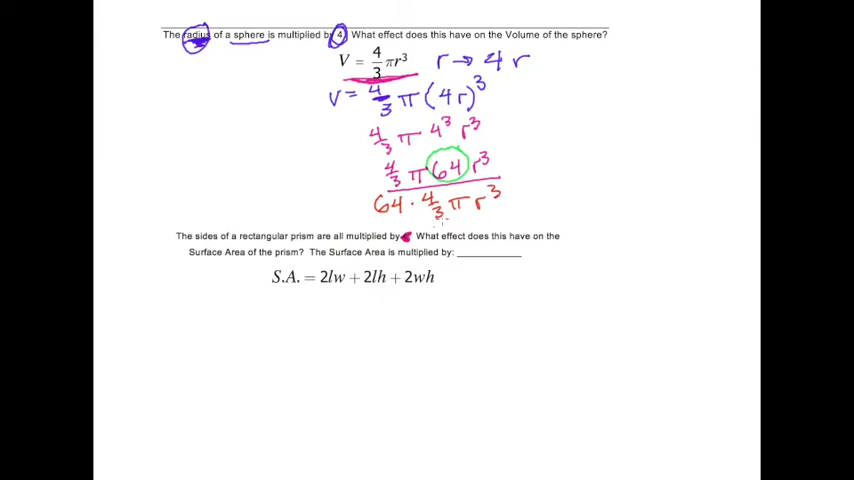 The radius of a sphere is multiplied by 4. What effect does this have on the Volume of the sphere?
V = 4/3 πr³ r → 4r
V = 4/3 π (4r)³
4/3 π 4³ r³
4/3 π 64 r³
64 · 4/3 π r³
The sides of a rectangular prism are all multiplied by What effect does this have on the
Surface Area of the prism? The Surface Area is multiplied by: ____________
S.A. = 2lw + 2lh + 2wh